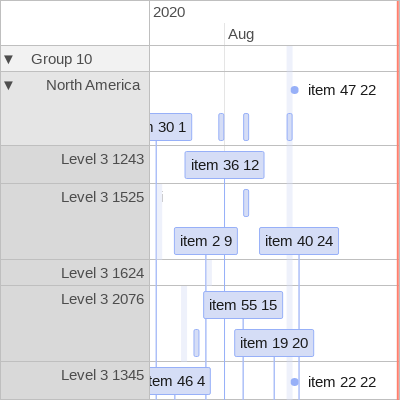 2020
Aug
▼ Group 10
▼ North America
item 47 22
30 1
Level 3 1243
item 36 12
Level 3 1525
item 2 9
item 40 24
Level 3 1624
Level 3 2076
item 55 15
item 19 20
Level 3 1345
tem 46 4
item 22 22